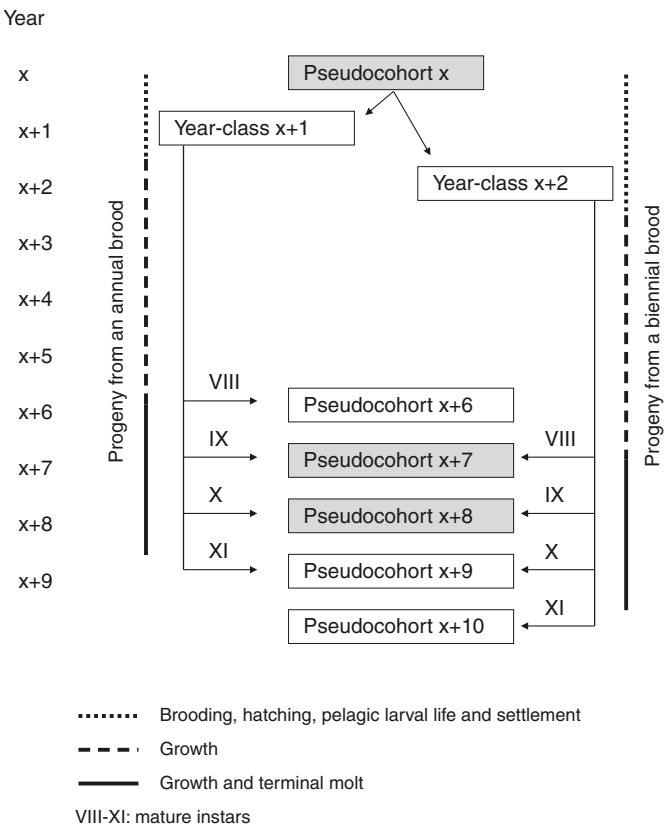 Year
x
Pseudocohort x
x+1
Year-class x+1
x+2
Year-class x+2
x+3
x+4
x+5
x+6
x+7
x+8
x+9
Progeny from an annual brood
Progeny from a biennial brood
VIII
Pseudocohort x+6
IX
Pseudocohort x+7
VIII
X
Pseudocohort x+8
IX
XI
Pseudocohort x+9
X
Pseudocohort x+10
XI
Brooding, hatching, pelagic larval life and settlement
Growth
Growth and terminal molt
VIII-XI: mature instars